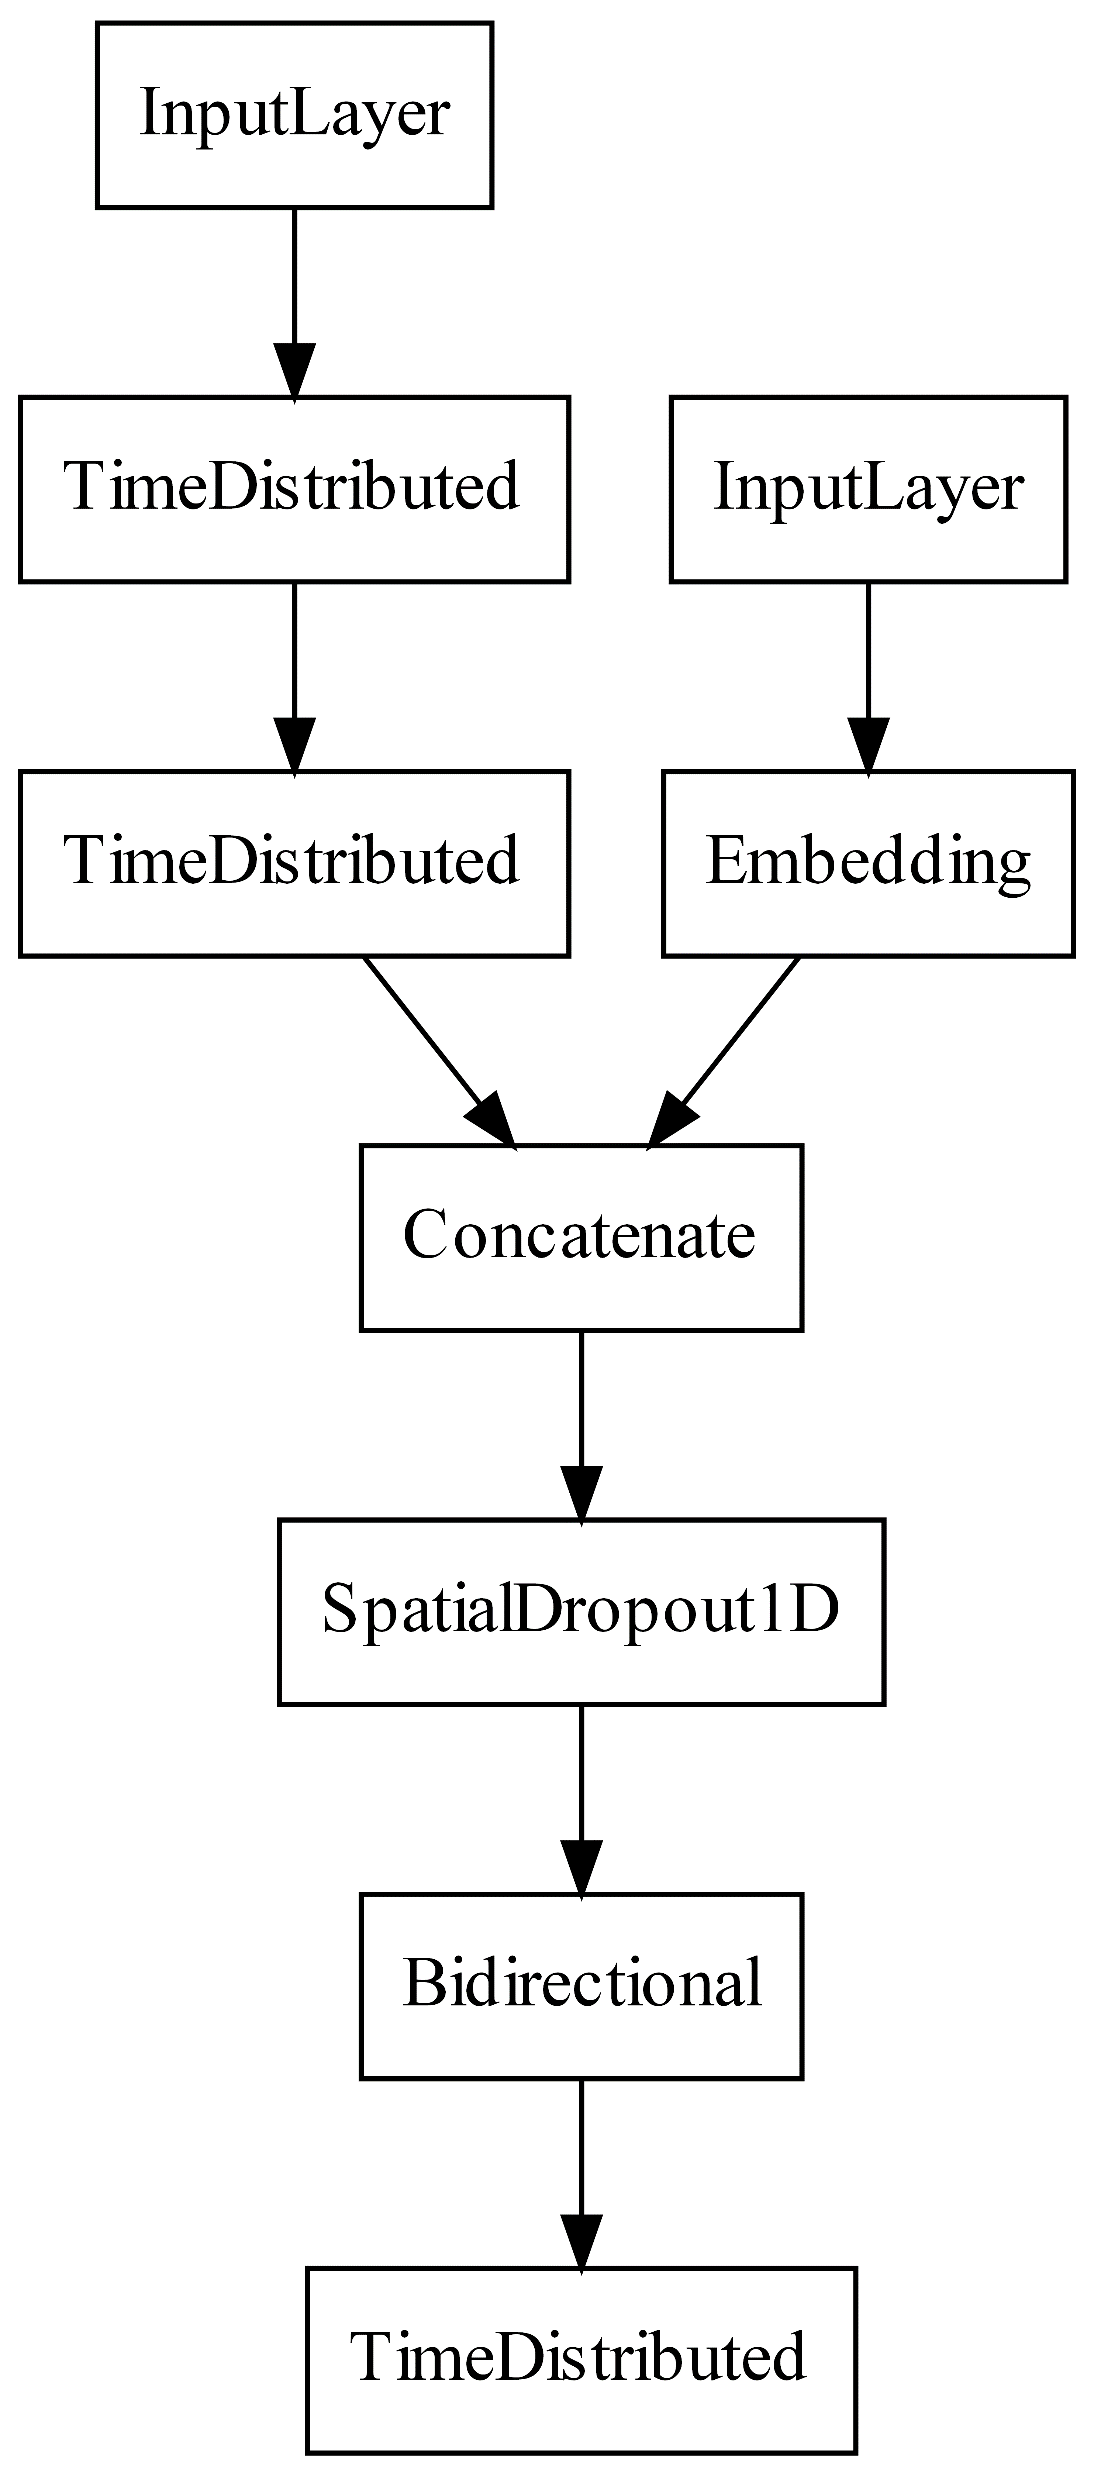 InputLayer
TimeDistributed
InputLayer
TimeDistributed
Embedding
Concatenate
SpatialDropout1D
Bidirectional
TimeDistributed